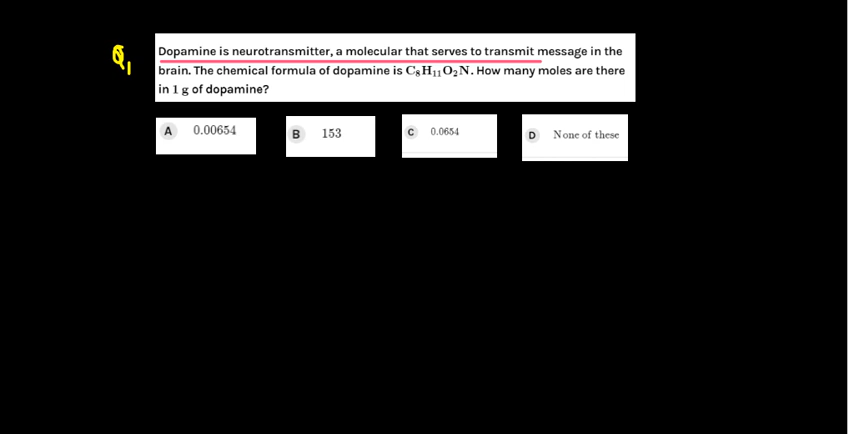 Q1
Dopamine is neurotransmitter, a molecular that serves to transmit message in the
brain. The chemical formula of dopamine is C₈H₁₁O₂N. How many moles are there
in 1 g of dopamine?
A 0.00654
B 153
C 0.0654
D None of these